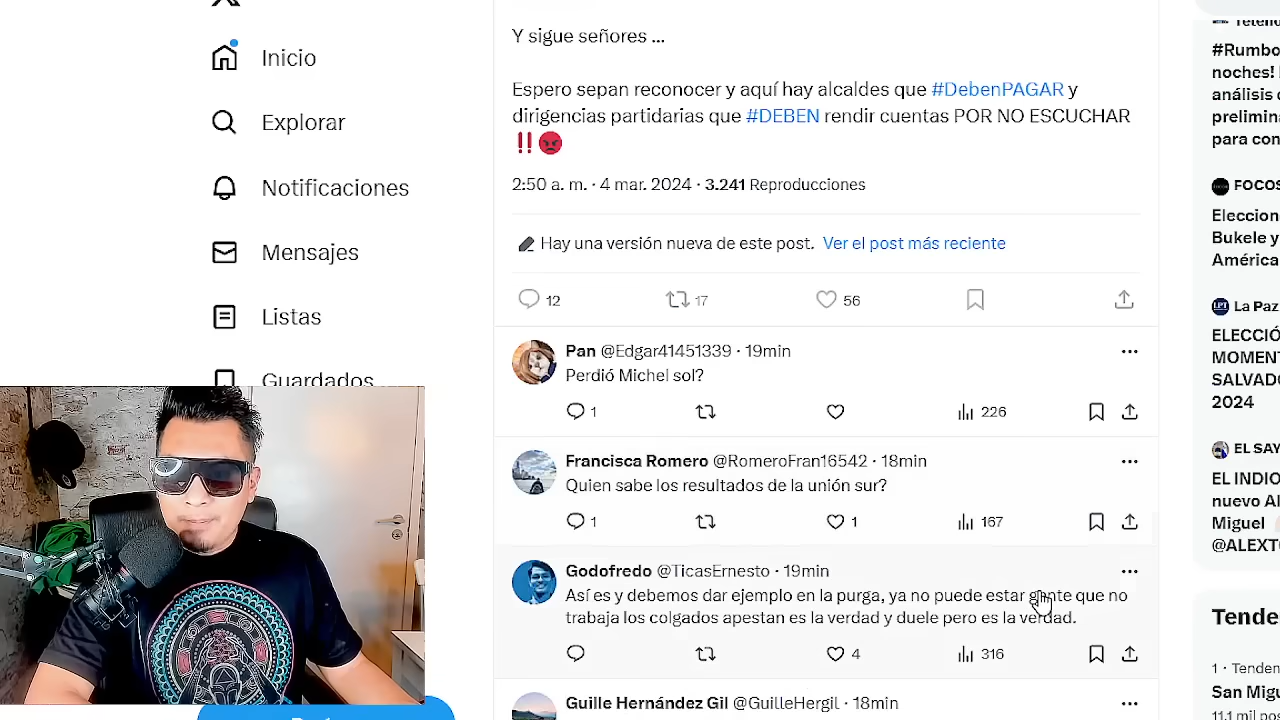 Inicio
Explorar
Notificaciones
Mensajes
Listas
Guardados
Y sigue señores ...
Espero sepan reconocer y aquí hay alcaldes que #DebenPAGAR y
dirigencias partidarias que #DEBEN rendir cuentas POR NO ESCUCHAR
‼️😡
2:50 a. m. · 4 mar. 2024 · 3.241 Reproducciones
Hay una versión nueva de este post. Ver el post más reciente
12 17 56
Pan @Edgar41451339 · 19min
Perdió Michel sol?
1 226
Francisca Romero @RomeroFran16542 · 18min
Quien sabe los resultados de la unión sur?
1 1 167
Godofredo @TicasErnesto · 19min
Así es y debemos dar ejemplo en la purga, ya no puede estar gente que no
trabaja los colgados apestan es la verdad y duele pero es la verdad.
4 316
Guille Hernández Gil @GuilleHergil · 18min
#Rumbo
noches!
análisis
prelimin
para con
FOCOS
Eleccion
Bukele y
América
La Paz
ELECCIÓ
MOMENT
SALVADO
2024
EL SAY
EL INDIO
nuevo Al
Miguel
@ALEXT
Tende
1 · Tenden
San Migu
11,1 mil pos